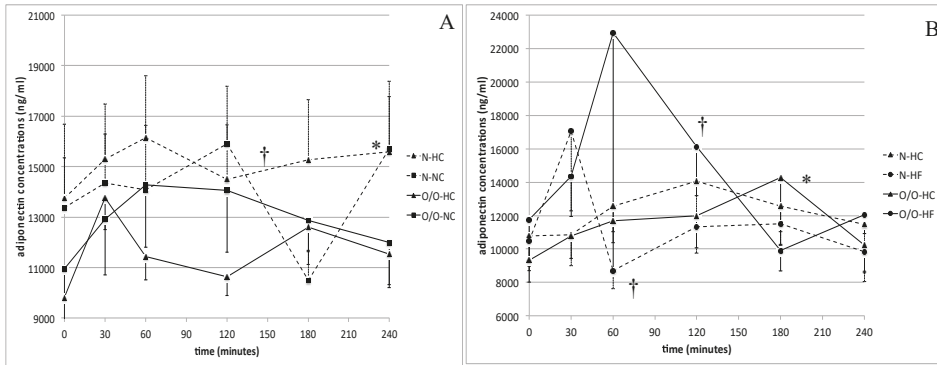 A
adiponectin concentrations (ng/ml)
21000
19000
17000
15000
13000
11000
9000
0 30 60 90 120 150 180 210 240
time (minutes)
†
*
N-HC
N-NC
O/O-HC
O/O-NC
B
adiponectin concentrations (ng/ml)
24000
22000
20000
18000
16000
14000
12000
10000
8000
6000
0 30 60 90 120 150 180 210 240
time (minutes)
†
*
†
N-HC
N-HF
O/O-HC
O/O-HF